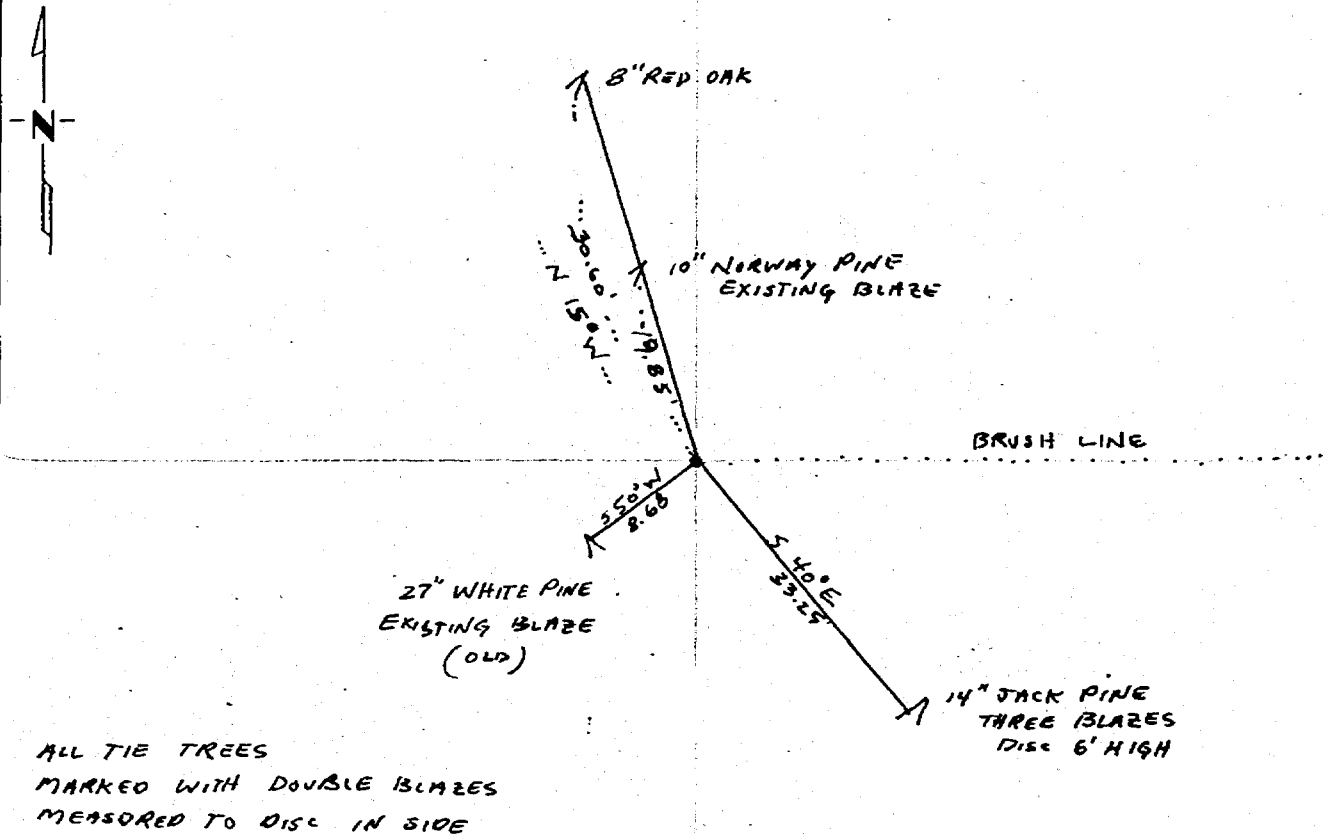 N
8" RED OAK
10" NORWAY PINE
EXISTING BLAZE
30.60'
N 15°W
19.85'
BRUSH LINE
S 50°W
8.68
S 40°E
33.25'
27" WHITE PINE
EXISTING BLAZE
(OLD)
14" JACK PINE
THREE BLAZES
DISC 6' HIGH
ALL TIE TREES
MARKED WITH DOUBLE BLAZES
MEASURED TO DISC IN SIDE